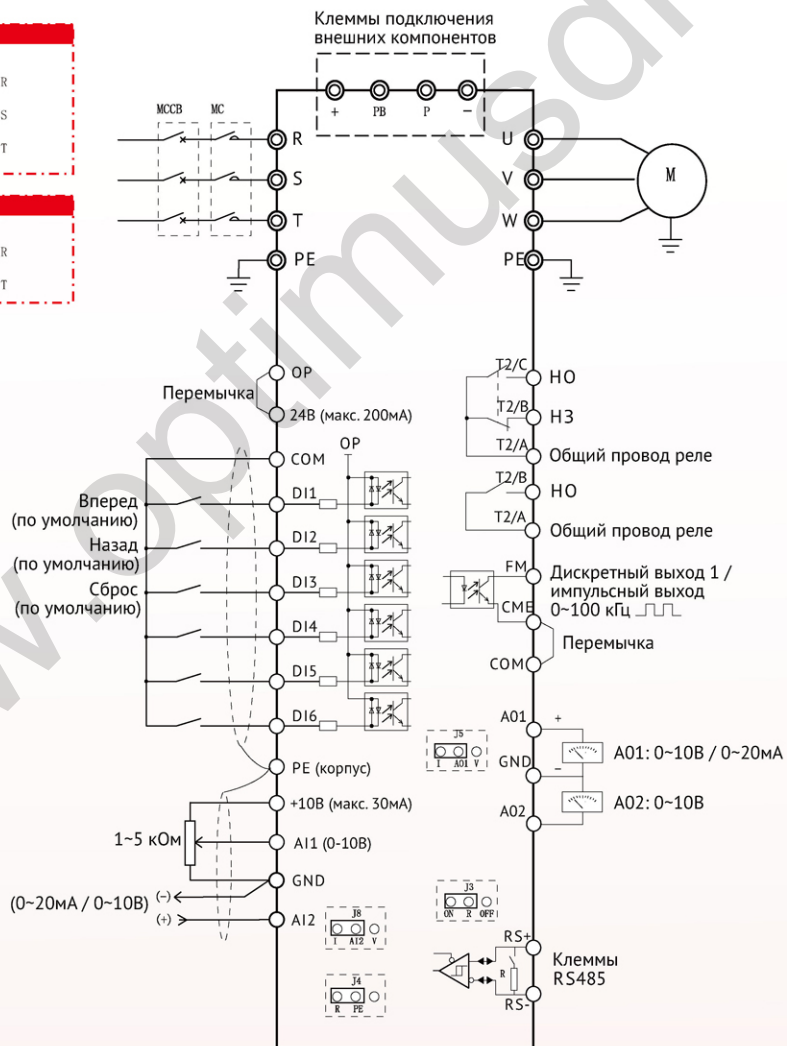 Клеммы подключения
внешних компонентов
+ PB P -
MCCB MC
R
S
T
R
T
R
S
T
PE
U
V
W
PE
M
OP
Перемычка
24В (макс. 200мА)
COM
OP
Вперед
(по умолчанию)
DI1
Назад
(по умолчанию)
DI2
Сброс
(по умолчанию)
DI3
DI4
DI5
DI6
PE (корпус)
+10В (макс. 30мА)
1~5 кОм
AI1 (0-10В)
GND
(0~20мА / 0~10В) (-)
(+)
AI2
J8
I AI2 V
J4
R PE
T2/C
НО
T2/B
НЗ
T2/A
Общий провод реле
T2/B
НО
T2/A
Общий провод реле
FM
Дискретный выход 1 /
импульсный выход
0~100 кГц
CME
Перемычка
COM
J5
I A01 V
A01
+
GND
-
A01: 0~10В / 0~20мА
A02
A02: 0~10В
J3
ON R OFF
RS+
R
Клеммы
RS485
RS-
www.optimusd